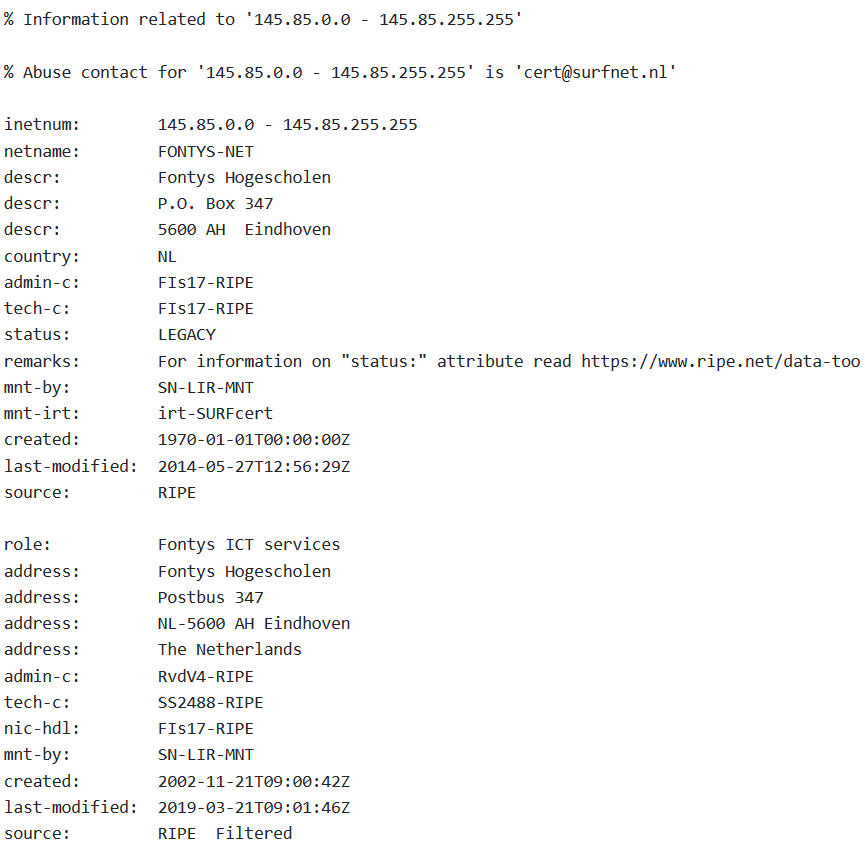 % Information related to '145.85.0.0 - 145.85.255.255'
% Abuse contact for '145.85.0.0 - 145.85.255.255' is 'cert@surfnet.nl'
inetnum:        145.85.0.0 - 145.85.255.255
netname:        FONTYS-NET
descr:          Fontys Hogescholen
descr:          P.O. Box 347
descr:          5600 AH  Eindhoven
country:        NL
admin-c:        FIs17-RIPE
tech-c:         FIs17-RIPE
status:         LEGACY
remarks:        For information on "status:" attribute read https://www.ripe.net/data-too
mnt-by:         SN-LIR-MNT
mnt-irt:        irt-SURFcert
created:        1970-01-01T00:00:00Z
last-modified:  2014-05-27T12:56:29Z
source:         RIPE
role:           Fontys ICT services
address:        Fontys Hogescholen
address:        Postbus 347
address:        NL-5600 AH Eindhoven
address:        The Netherlands
admin-c:        RvdV4-RIPE
tech-c:         SS2488-RIPE
nic-hdl:        FIs17-RIPE
mnt-by:         SN-LIR-MNT
created:        2002-11-21T09:00:42Z
last-modified:  2019-03-21T09:01:46Z
source:         RIPE  Filtered